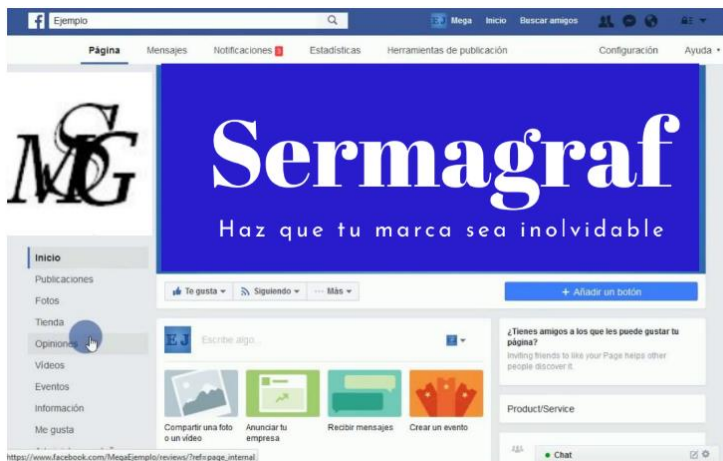 Ejemplo
EJ Mega Inicio Buscar amigos
Página Mensajes Notificaciones Estadísticas Herramientas de publicación Configuración Ayuda
MSG
Sermagraf
Haz que tu marca sea inolvidable
Inicio
Publicaciones
Fotos
Tienda
Opiniones
Vídeos
Eventos
Información
Me gusta
Te gusta Siguiendo Más
+ Añadir un botón
EJ Escribe algo...
Compartir una foto o un vídeo
Anunciar tu empresa
Recibir mensajes
Crear un evento
¿Tienes amigos a los que les puede gustar tu
página?
Inviting friends to like your Page helps other
people discover it.
Product/Service
Chat
https://www.facebook.com/MegaEjemplo/reviews/?ref=page_internal